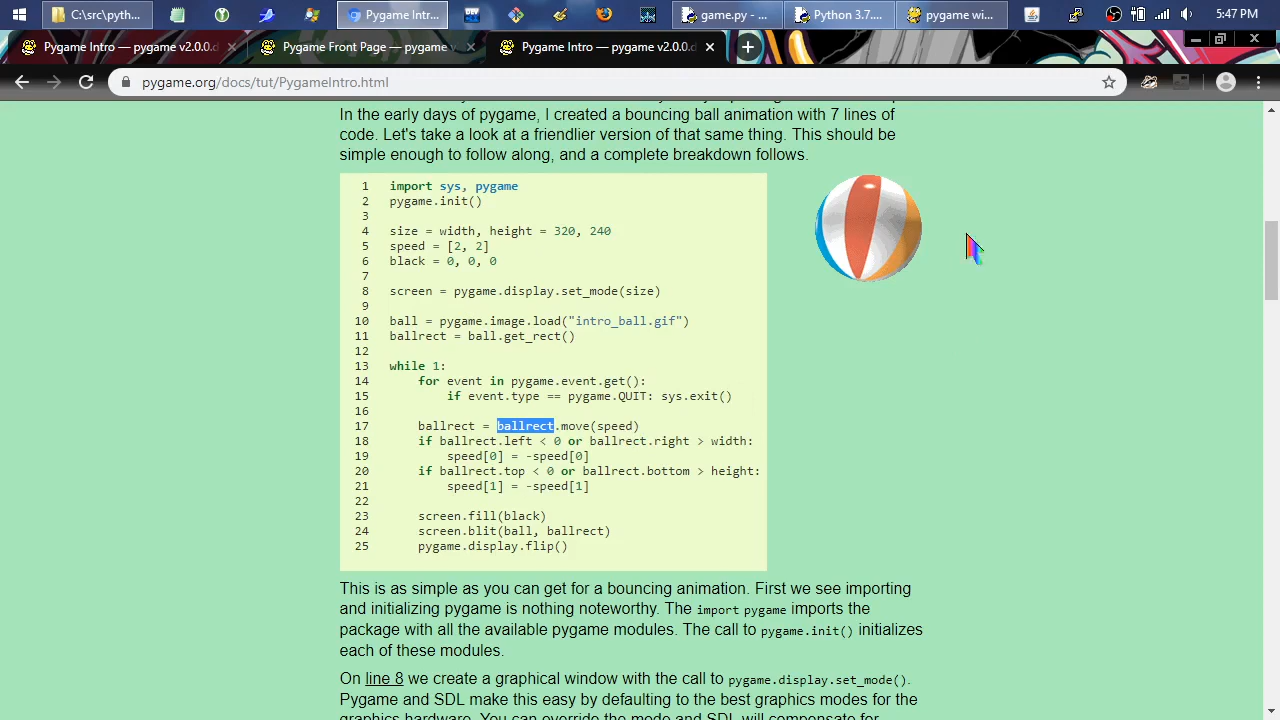 C:\src\pyth...
Pygame Intr...
game.py - ...
Python 3.7....
pygame wi...
5:47 PM
Pygame Intro — pygame v2.0.0.d
Pygame Front Page — pygame v
Pygame Intro — pygame v2.0.0.d
pygame.org/docs/tut/PygameIntro.html
In the early days of pygame, I created a bouncing ball animation with 7 lines of
code. Let's take a look at a friendlier version of that same thing. This should be
simple enough to follow along, and a complete breakdown follows.
1 import sys, pygame
2 pygame.init()
3
4 size = width, height = 320, 240
5 speed = [2, 2]
6 black = 0, 0, 0
7
8 screen = pygame.display.set_mode(size)
9
10 ball = pygame.image.load("intro_ball.gif")
11 ballrect = ball.get_rect()
12
13 while 1:
14 for event in pygame.event.get():
15 if event.type == pygame.QUIT: sys.exit()
16
17 ballrect = ballrect.move(speed)
18 if ballrect.left < 0 or ballrect.right > width:
19 speed[0] = -speed[0]
20 if ballrect.top < 0 or ballrect.bottom > height:
21 speed[1] = -speed[1]
22
23 screen.fill(black)
24 screen.blit(ball, ballrect)
25 pygame.display.flip()
This is as simple as you can get for a bouncing animation. First we see importing
and initializing pygame is nothing noteworthy. The import pygame imports the
package with all the available pygame modules. The call to pygame.init() initializes
each of these modules.
On line 8 we create a graphical window with the call to pygame.display.set_mode().
Pygame and SDL make this easy by defaulting to the best graphics modes for the
graphics hardware. You can override the mode and SDL will compensate for